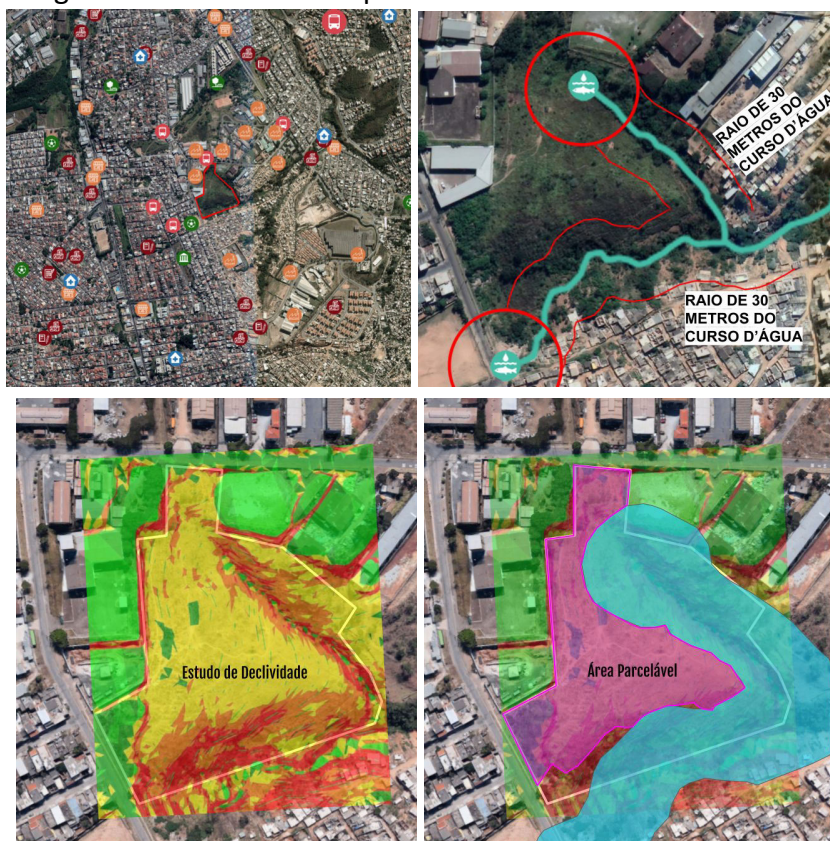 RAIO DE 30
METROS DO
CURSO D'ÁGUA
RAIO DE 30
METROS DO
CURSO D'ÁGUA
Estudo de Declividade
Área Parcelável